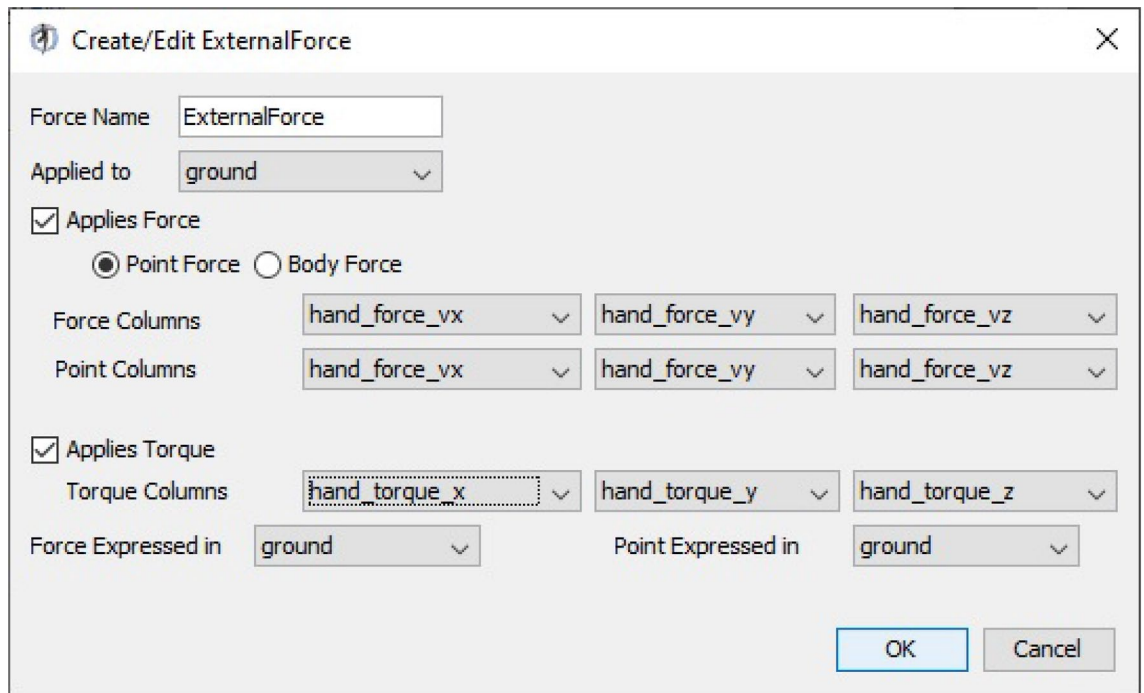 Create/Edit ExternalForce
Force Name ExternalForce
Applied to ground
Applies Force
Point Force Body Force
Force Columns hand_force_vx hand_force_vy hand_force_vz
Point Columns hand_force_vx hand_force_vy hand_force_vz
Applies Torque
Torque Columns hand_torque_x hand_torque_y hand_torque_z
Force Expressed in ground Point Expressed in ground
OK Cancel